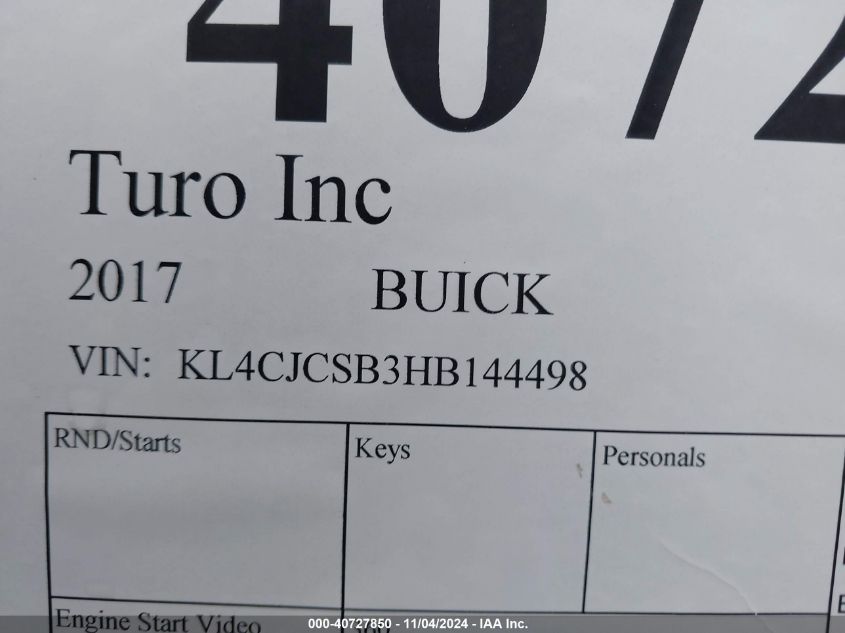 4072
Turo Inc
2017 BUICK
VIN: KL4CJCSB3HB144498
RND/Starts Keys Personals
Engine Start Video
000-40727850 - 11/04/2024 - IAA Inc.